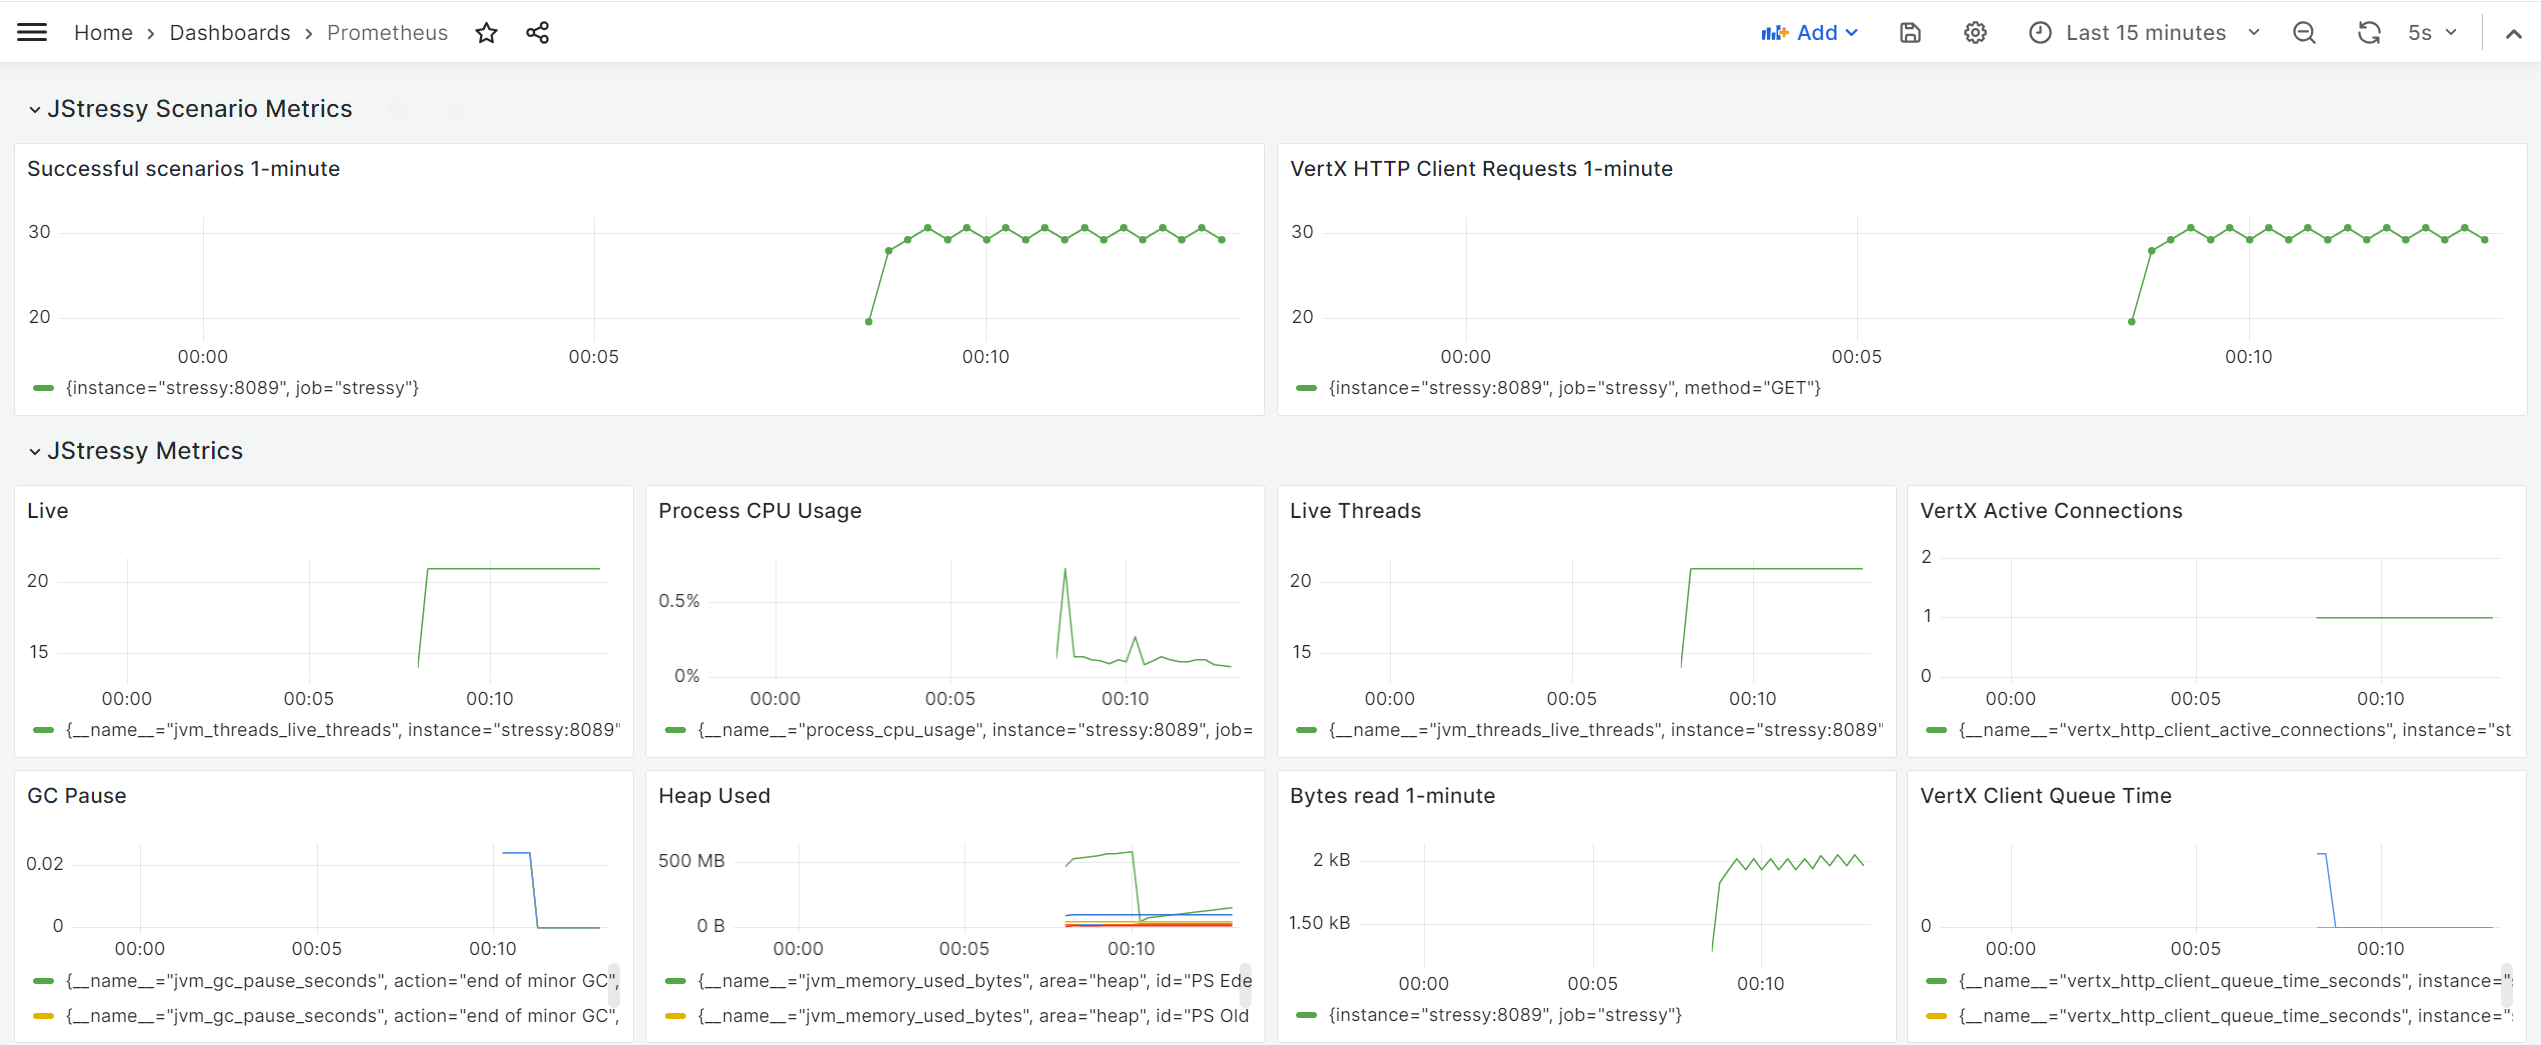 Home > Dashboards > Prometheus Add Last 15 minutes 5s
JStressy Scenario Metrics
Successful scenarios 1-minute
30
20
00:00 00:05 00:10
{instance="stressy:8089", job="stressy"}
VertX HTTP Client Requests 1-minute
30
20
00:00 00:05 00:10
{instance="stressy:8089", job="stressy", method="GET"}
JStressy Metrics
Live
20
15
00:00 00:05 00:10
{__name__="jvm_threads_live_threads", instance="stressy:8089"
Process CPU Usage
0.5%
0%
00:00 00:05 00:10
{__name__="process_cpu_usage", instance="stressy:8089", job=
Live Threads
20
15
00:00 00:05 00:10
{__name__="jvm_threads_live_threads", instance="stressy:8089"
VertX Active Connections
2
1
0
00:00 00:05 00:10
{__name__="vertx_http_client_active_connections", instance="st
GC Pause
0.02
0
00:00 00:05 00:10
{__name__="jvm_gc_pause_seconds", action="end of minor GC",
{__name__="jvm_gc_pause_seconds", action="end of minor GC",
Heap Used
500 MB
0 B
00:00 00:05 00:10
{__name__="jvm_memory_used_bytes", area="heap", id="PS Ede
{__name__="jvm_memory_used_bytes", area="heap", id="PS Old
Bytes read 1-minute
2 kB
1.50 kB
00:00 00:05 00:10
{instance="stressy:8089", job="stressy"}
VertX Client Queue Time
0
00:00 00:05 00:10
{__name__="vertx_http_client_queue_time_seconds", instance="s
{__name__="vertx_http_client_queue_time_seconds", instance="s